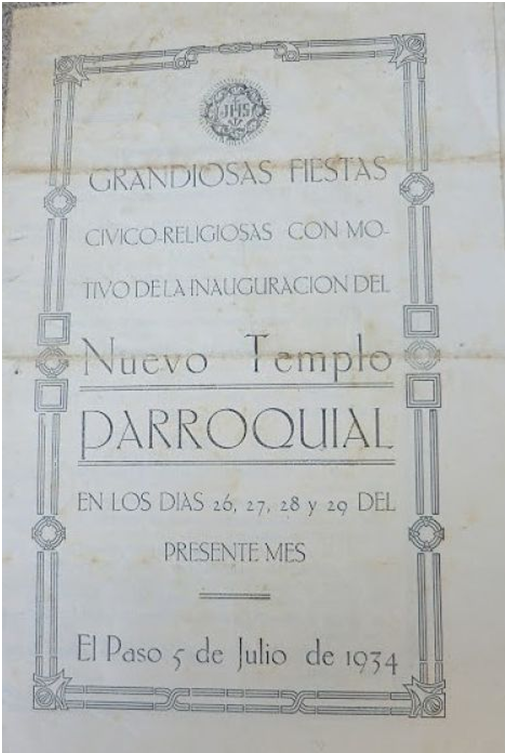 JHS
GRANDIOSAS FIESTAS
CIVICO-RELIGIOSAS CON MO-
TIVO DE LA INAUGURACION DEL
Nuevo Templo
PARROQUIAL
EN LOS DIAS 26, 27, 28 y 29 DEL
PRESENTE MES
El Paso 5 de Julio de 1934